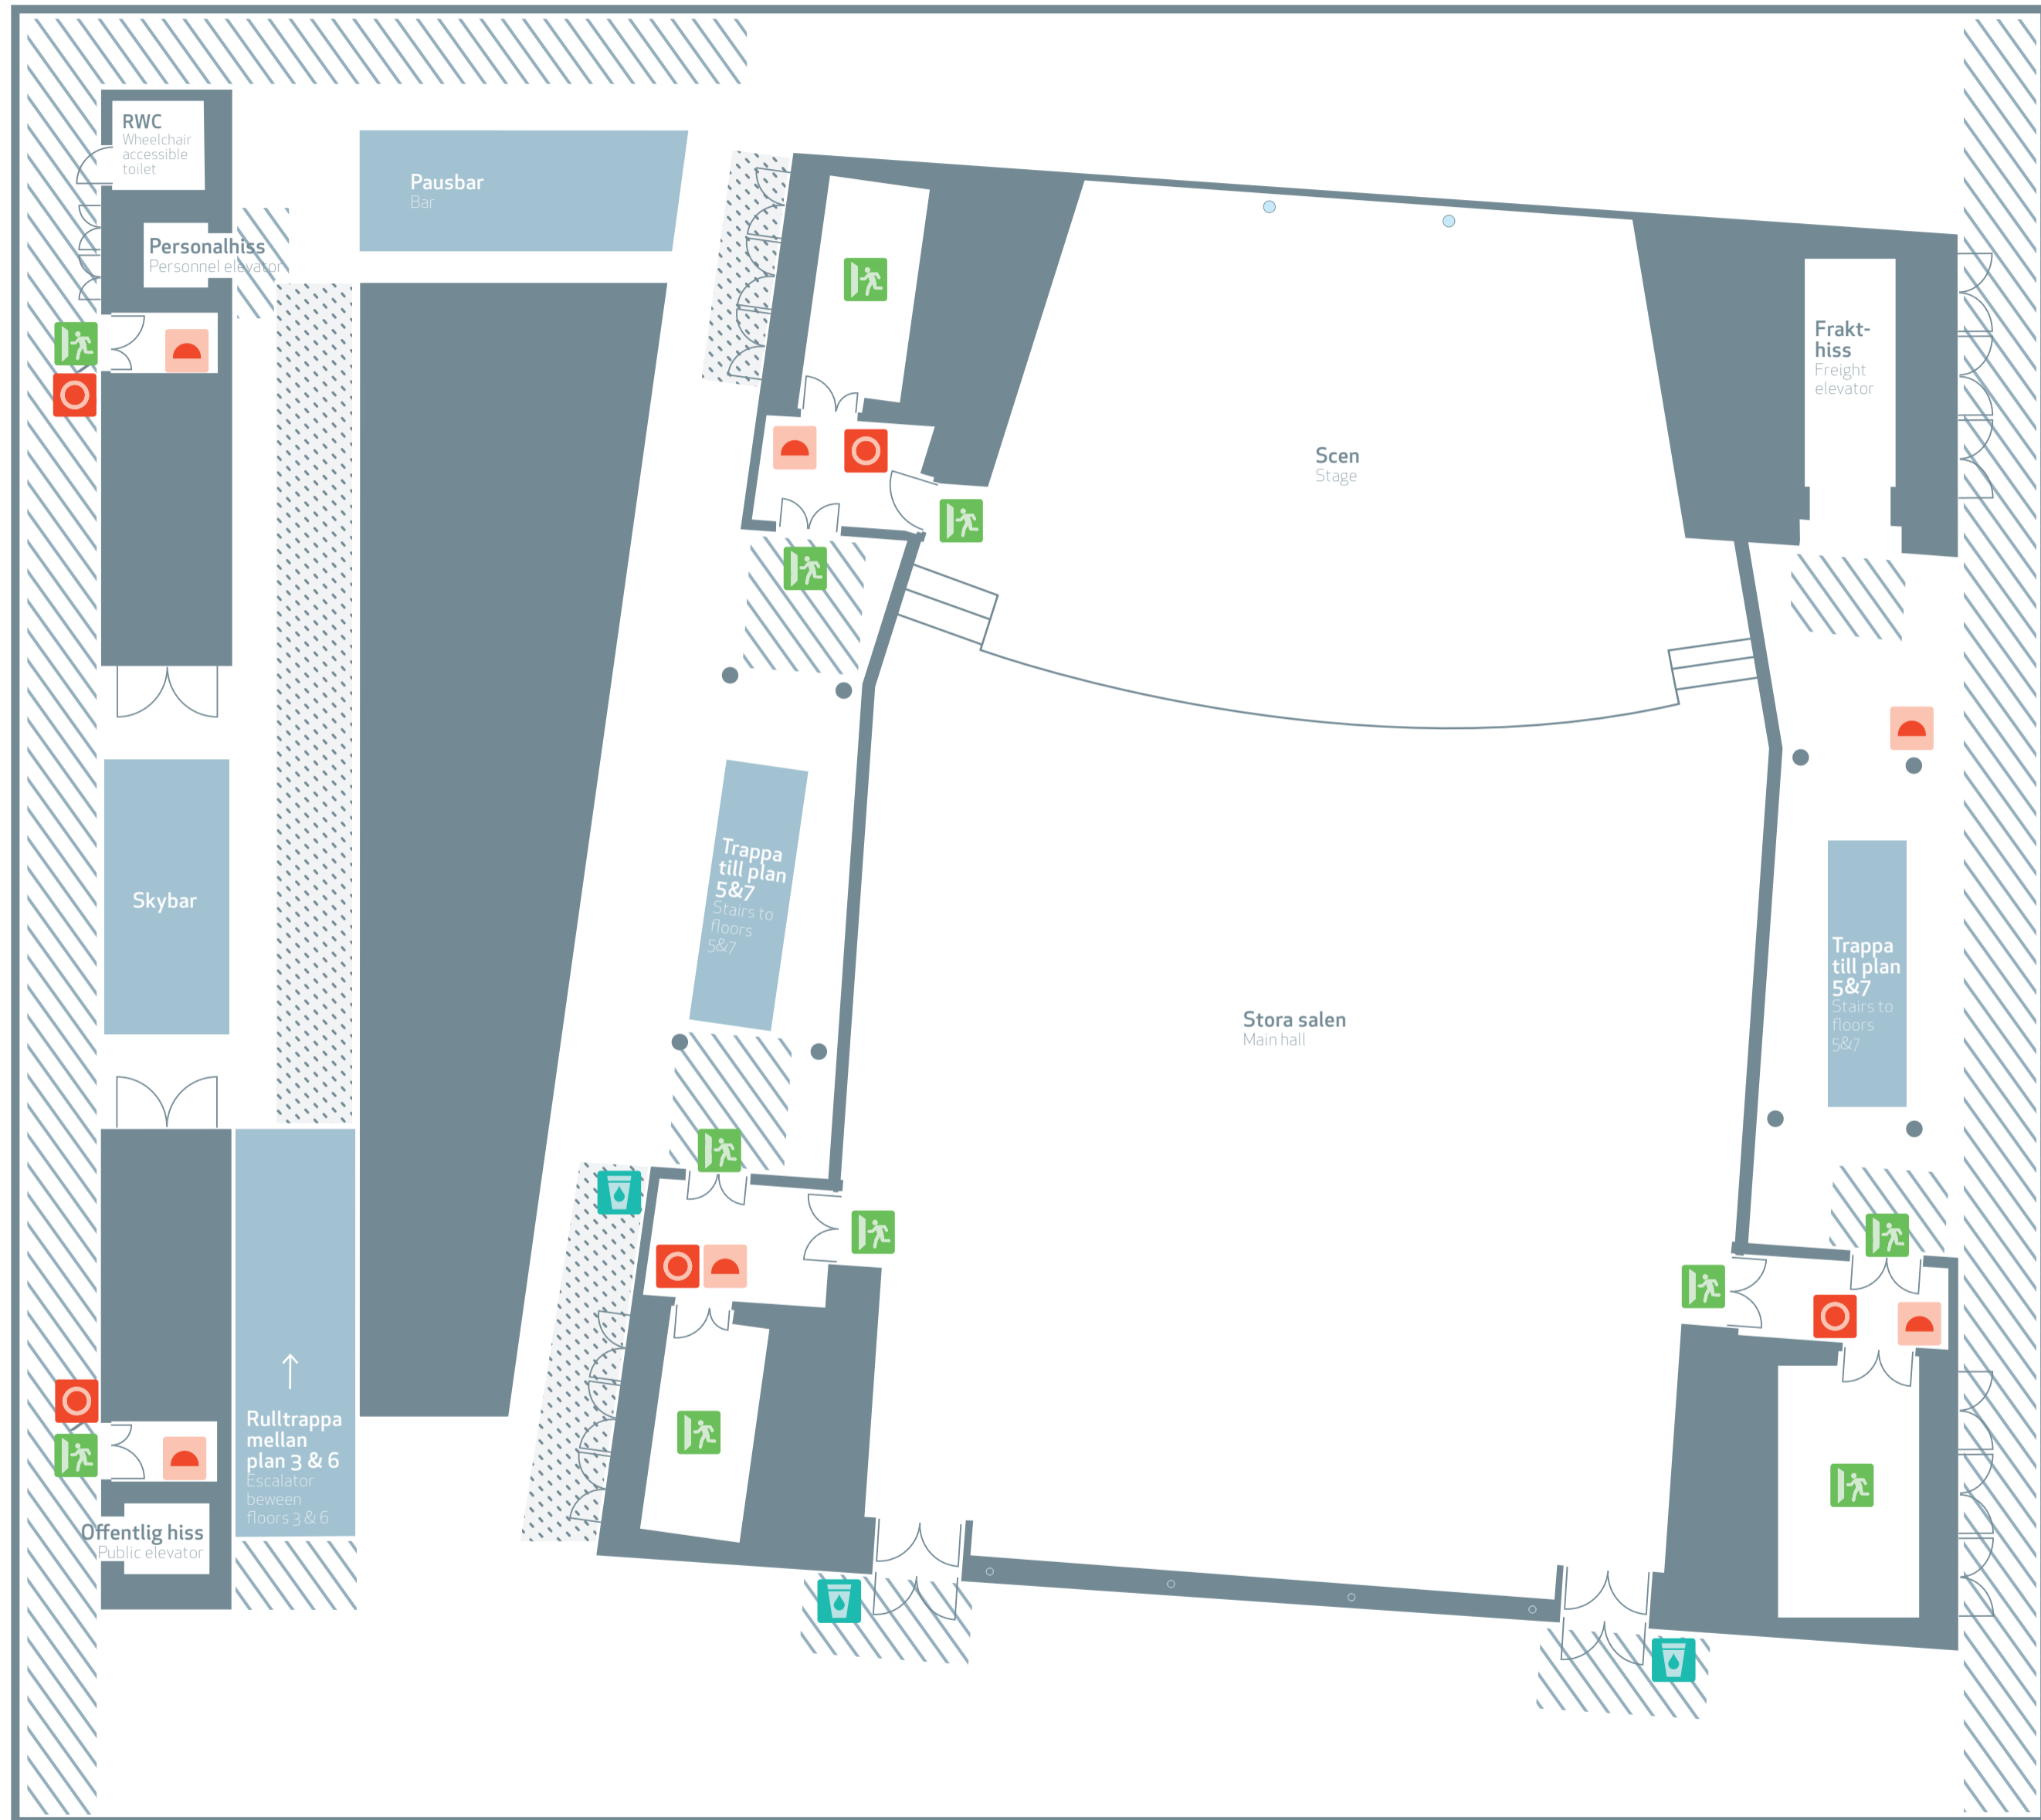 RWC
Wheelchair
accessible
toilet
Pausbar
Bar
Personalhiss
Personnel elevator
Frakt-
hiss
Freight
elevator
Scen
Stage
Trappa
till plan
5&7
Stairs to
floors
5&7
Skybar
Trappa
till plan
5&7
Stairs to
floors
5&7
Stora salen
Main hall
Rulltrappa
mellan
plan 3 & 6
Escalator
beween
floors 3 & 6
Offentlig hiss
Public elevator